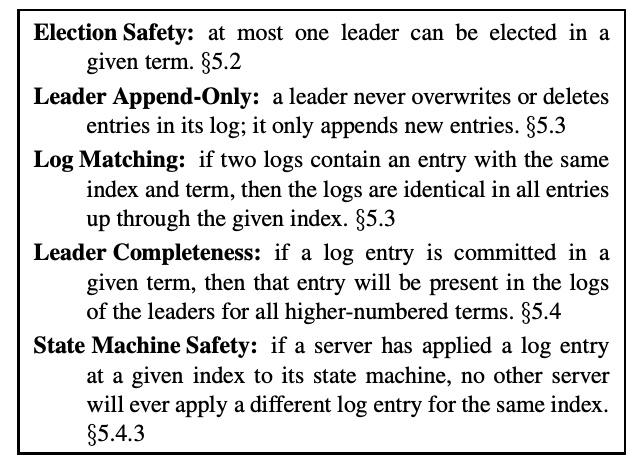 Election Safety: at most one leader can be elected in a
given term. §5.2
Leader Append-Only: a leader never overwrites or deletes
entries in its log; it only appends new entries. §5.3
Log Matching: if two logs contain an entry with the same
index and term, then the logs are identical in all entries
up through the given index. §5.3
Leader Completeness: if a log entry is committed in a
given term, then that entry will be present in the logs
of the leaders for all higher-numbered terms. §5.4
State Machine Safety: if a server has applied a log entry
at a given index to its state machine, no other server
will ever apply a different log entry for the same index.
§5.4.3